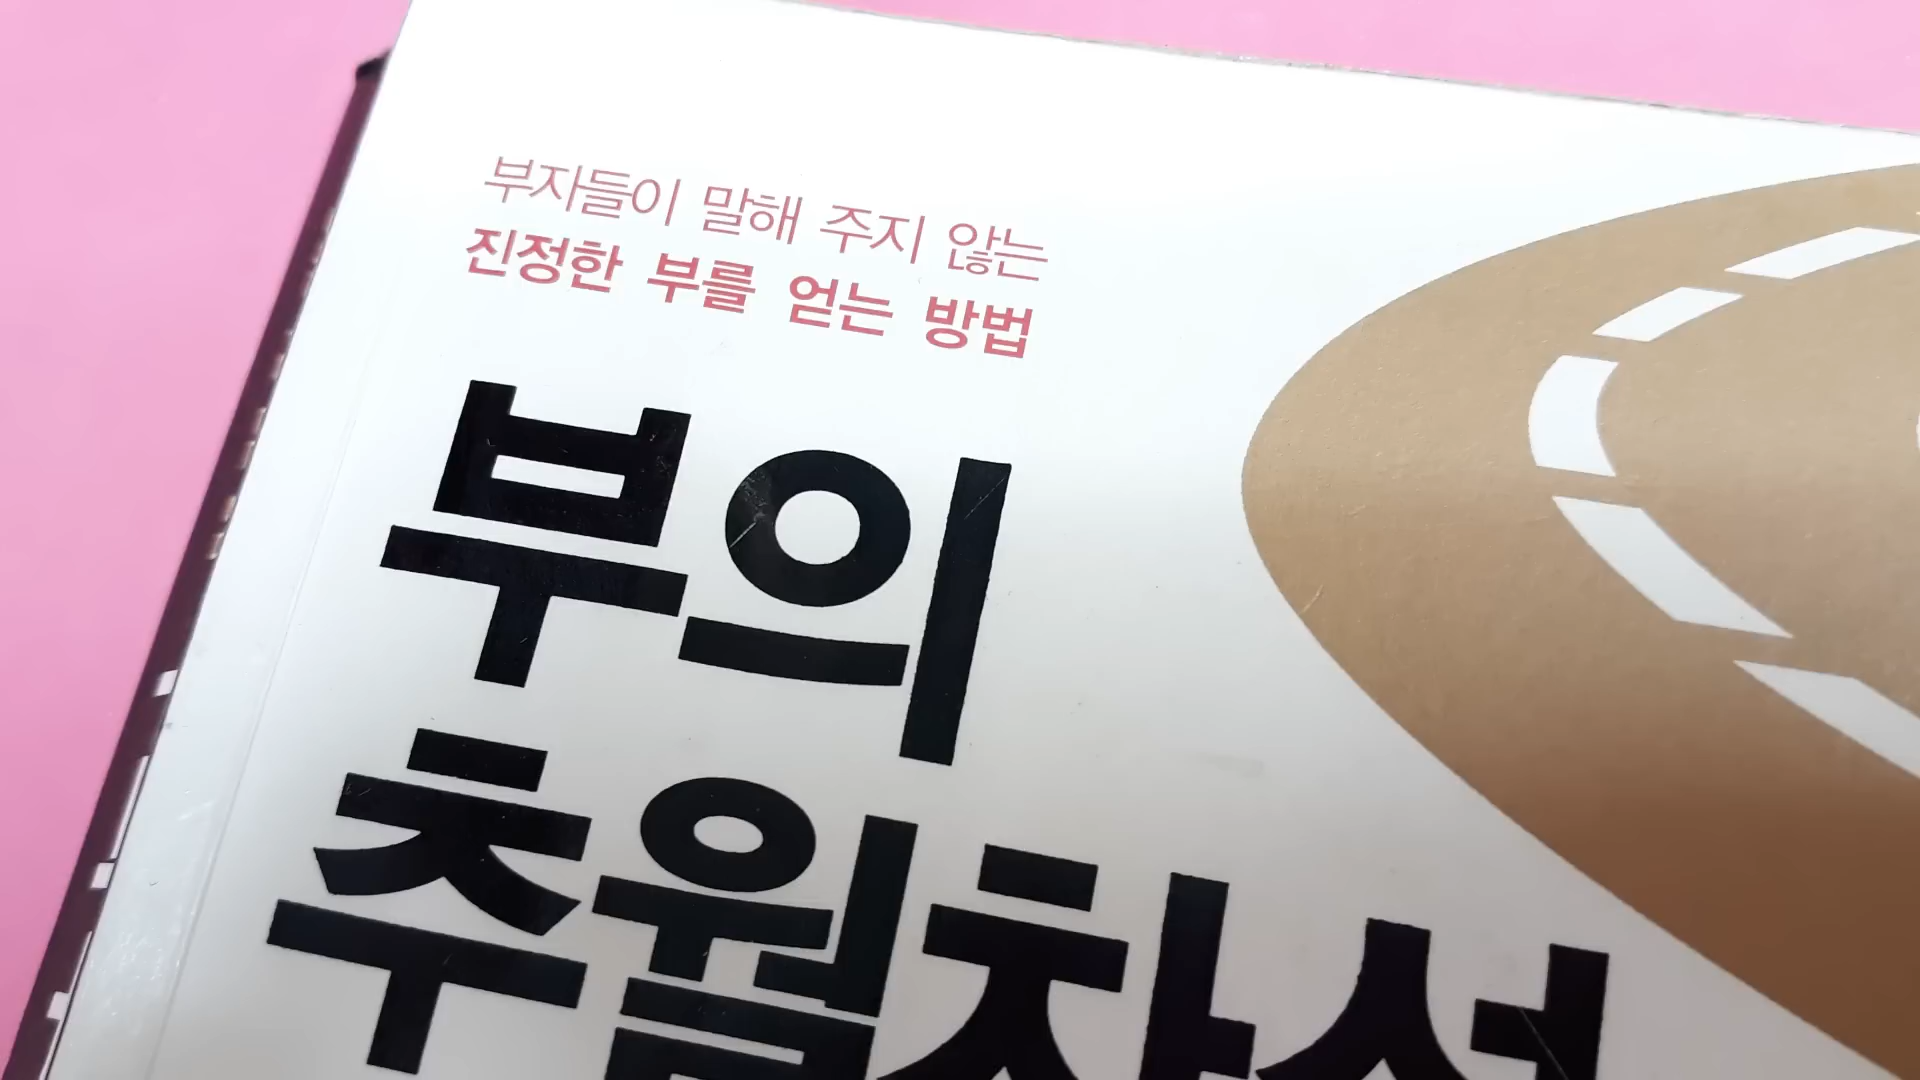 부자들이 말해 주지 않는
진정한 부를 얻는 방법
부의
추월차선